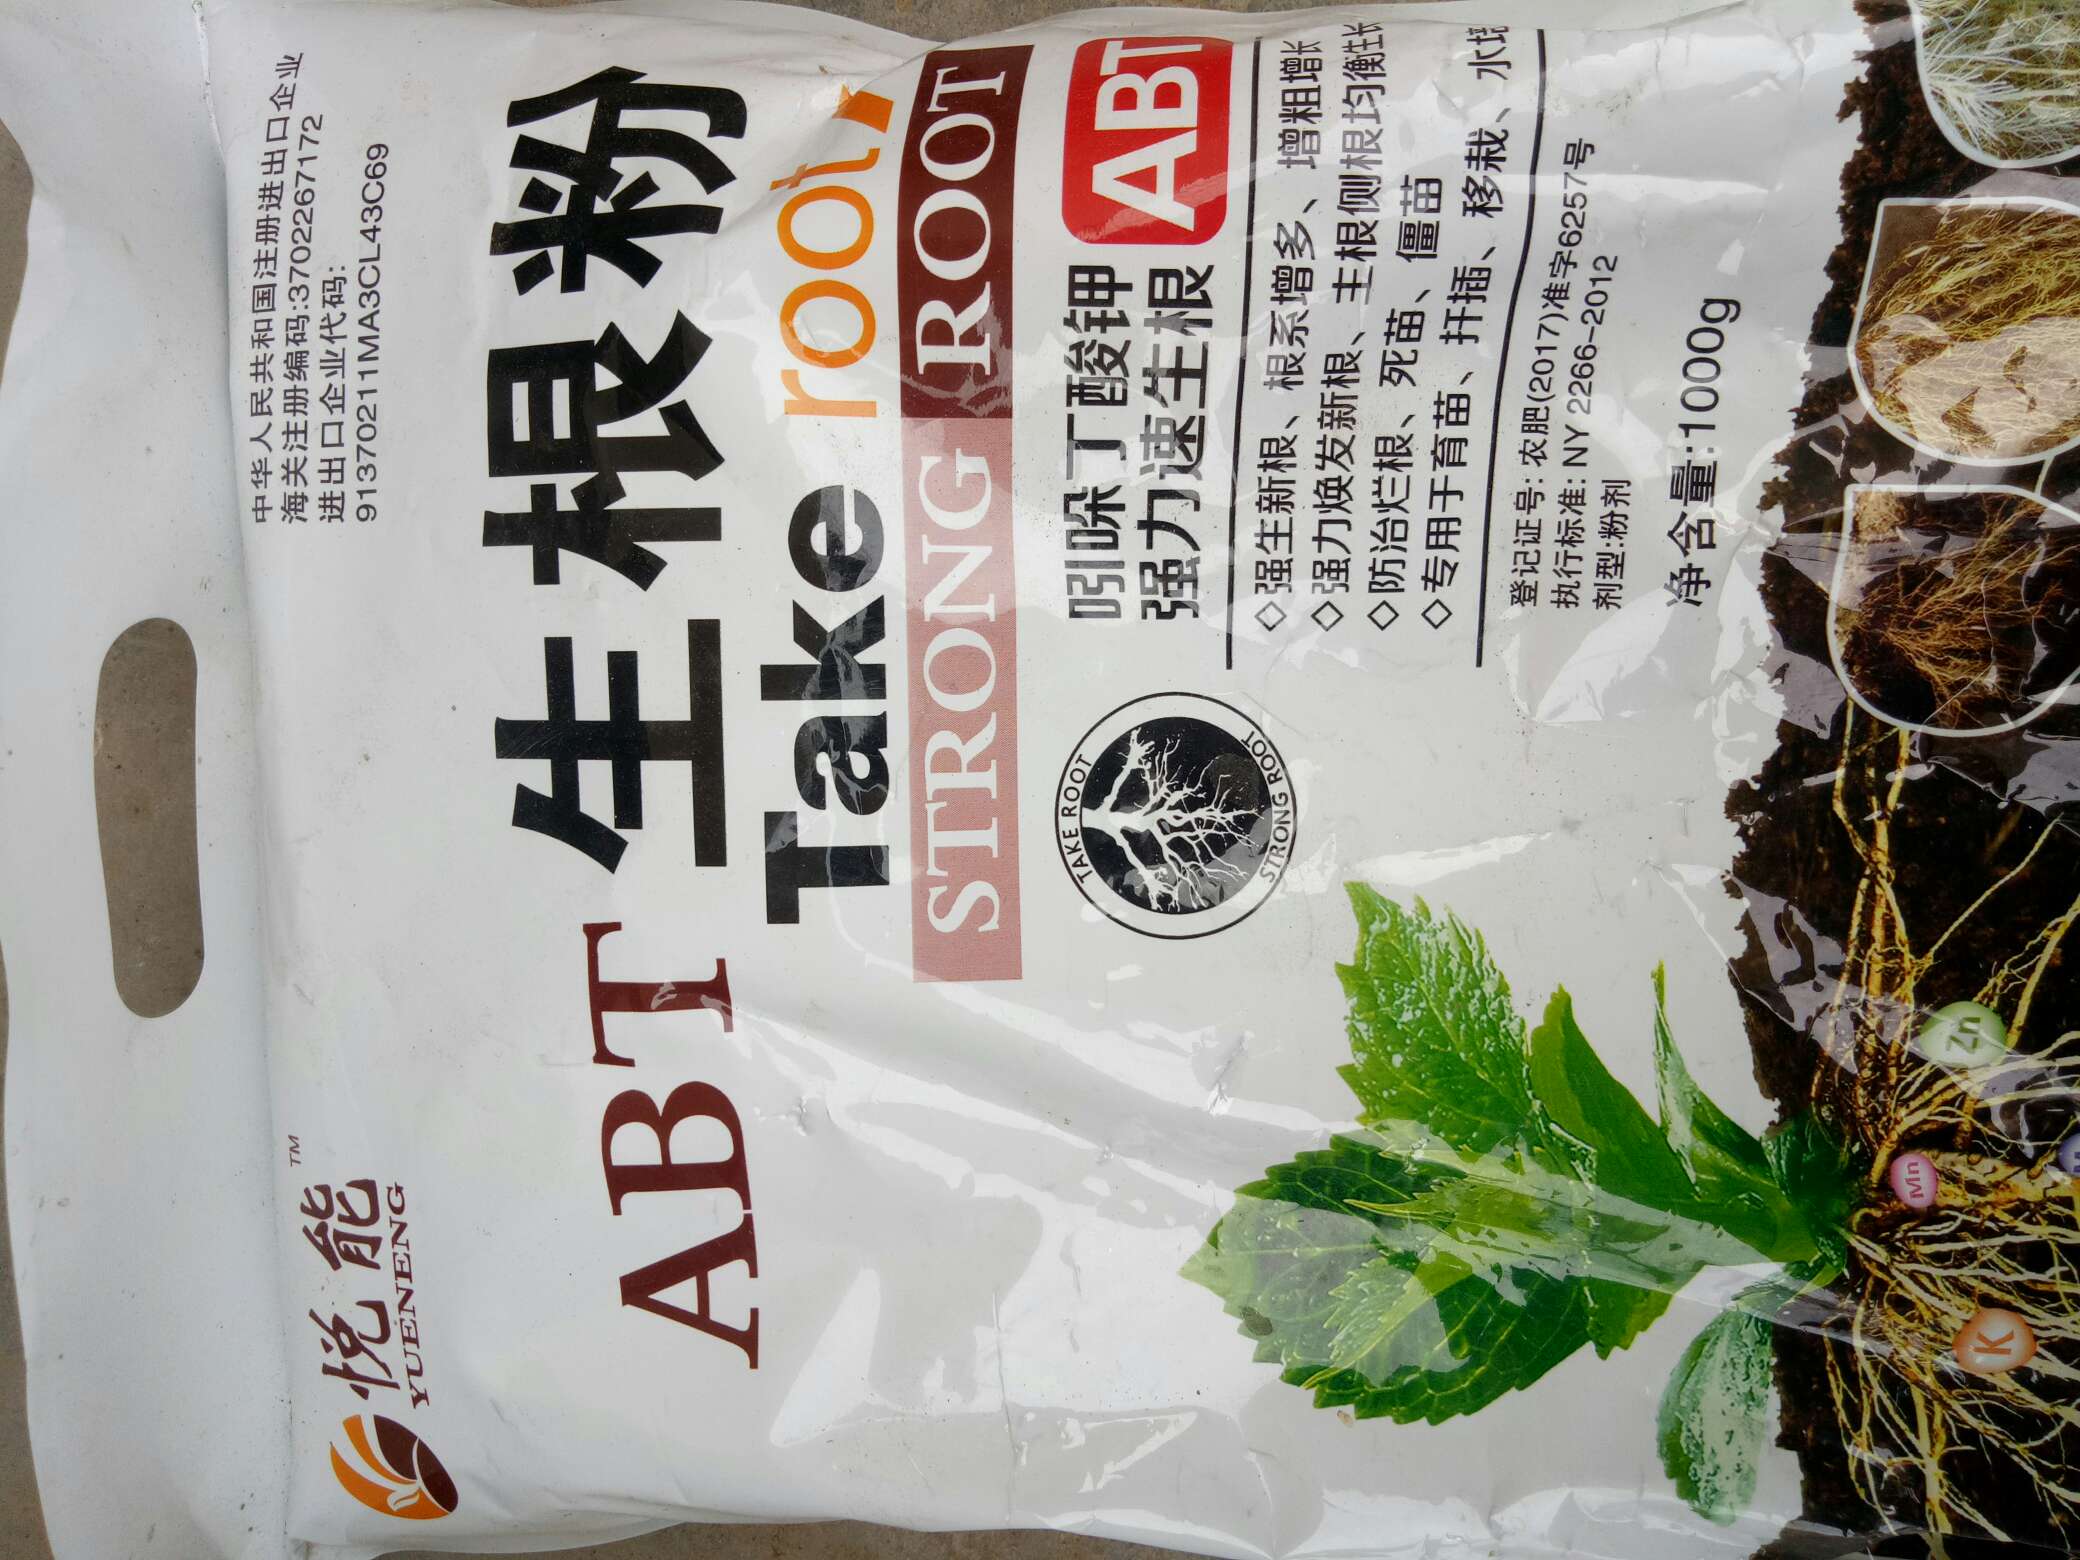 悦能™
YUENENG
中华人民共和国注册进出口企业
海关注册编码:3702267172
进出口企业代码:
91370211MA3CL43C69
ABT生根粉
Take root
STRONG ROOT
TAKE ROOT
STRONG ROOT
吲哚丁酸钾
强力速生根
ABT
◇强生新根、根系增多、增粗增长
◇强力焕发新根、主根侧根均衡生长
◇防治烂根、死苗、僵苗
◇专用于育苗、扦插、移栽、水培
登记证号:农肥(2017)准字6257号
执行标准: NY 2266-2012
剂型:粉剂
净含量:1000g
Zn
Mn
K